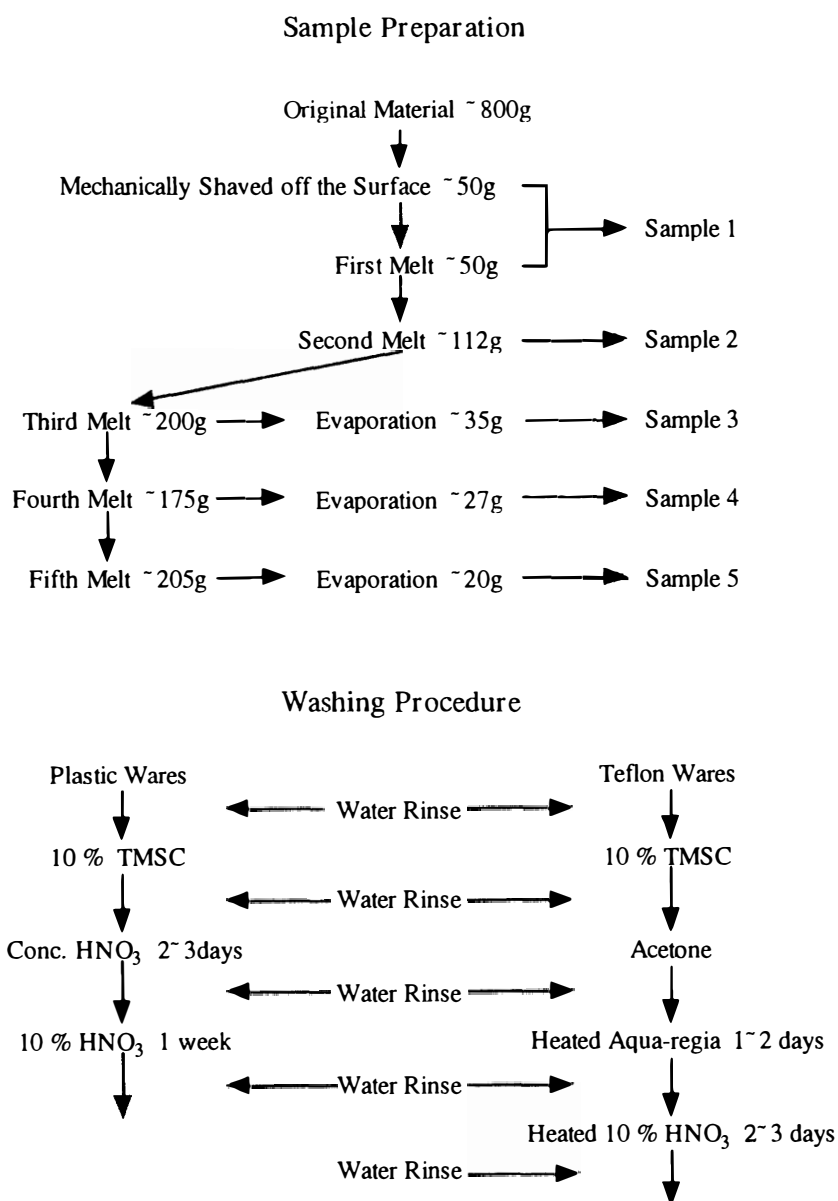 Sample Preparation
Original Material ~800g
Mechanically Shaved off the Surface ~50g
Sample 1
First Melt ~50g
Second Melt ~112g Sample 2
Third Melt ~200g Evaporation ~35g Sample 3
Fourth Melt ~175g Evaporation ~27g Sample 4
Fifth Melt ~205g Evaporation ~20g Sample 5
Washing Procedure
Plastic Wares Teflon Wares
Water Rinse
10 % TMSC 10 % TMSC
Water Rinse
Conc. HNO₃ 2~3days Acetone
Water Rinse
10 % HNO₃ 1 week Heated Aqua-regia 1~2 days
Water Rinse
Heated 10 % HNO₃ 2~3 days
Water Rinse